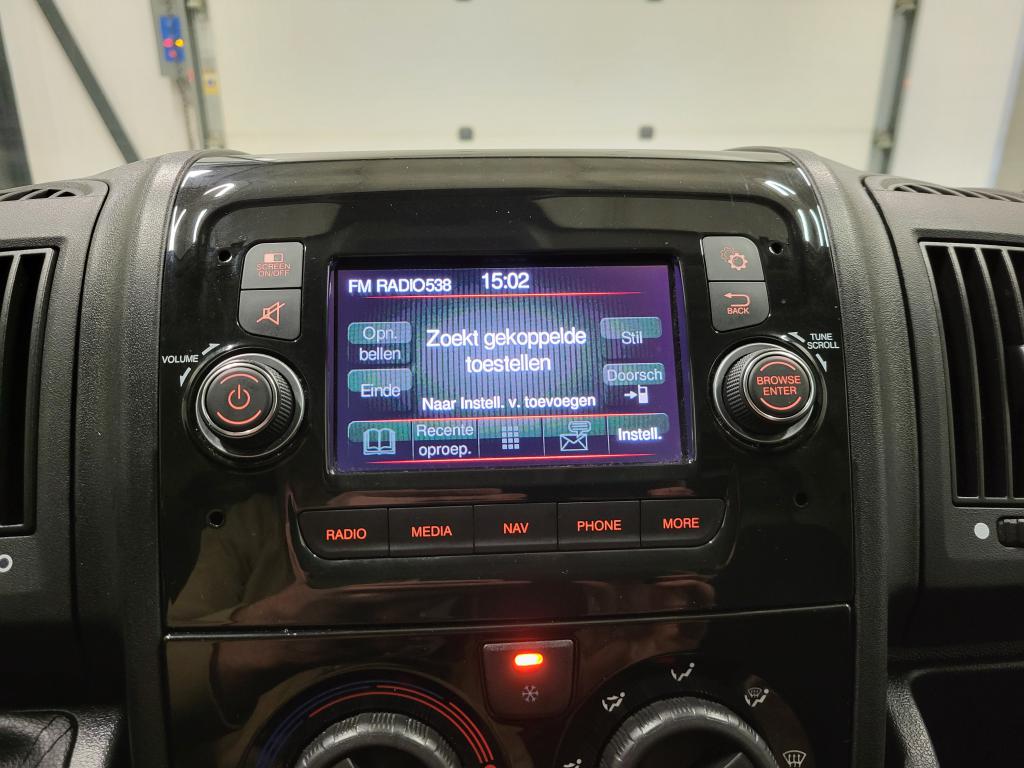 SCREEN
ON/OFF
BACK
VOLUME
TUNE
SCROLL
BROWSE
ENTER
FM RADIO538 15:02
Opn.
bellen
Zoekt gekoppelde
toestellen
Stil
Einde
Doorsch
Naar Instell. v. toevoegen
Recente
oproep.
Instell.
RADIO MEDIA NAV PHONE MORE